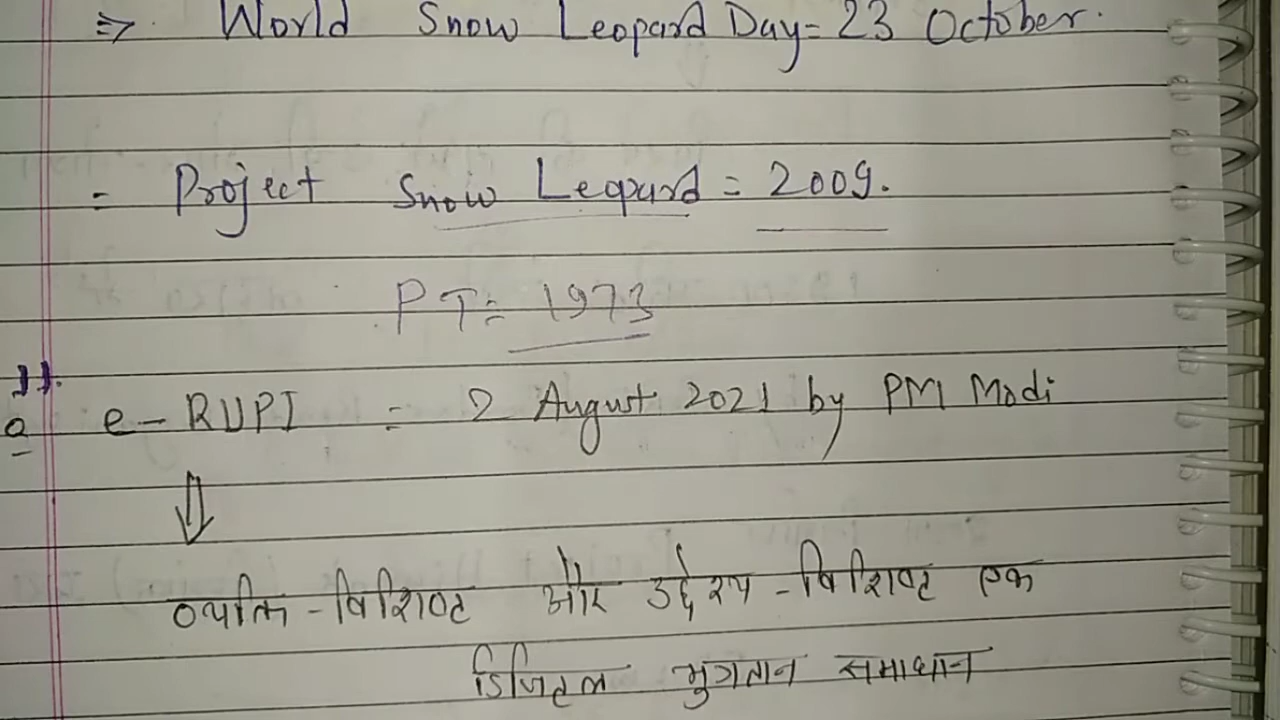 ⇒ World Snow Leopard Day = 23 October.
= Project Snow Leopard = 2009.
PT = 1973
11.
a e-RUPI = 2 August 2021 by PM Modi
⇓
व्यक्ति-विशिष्ट और उद्देश्य-विशिष्ट एक
डिजिटल भुगतान समाधान